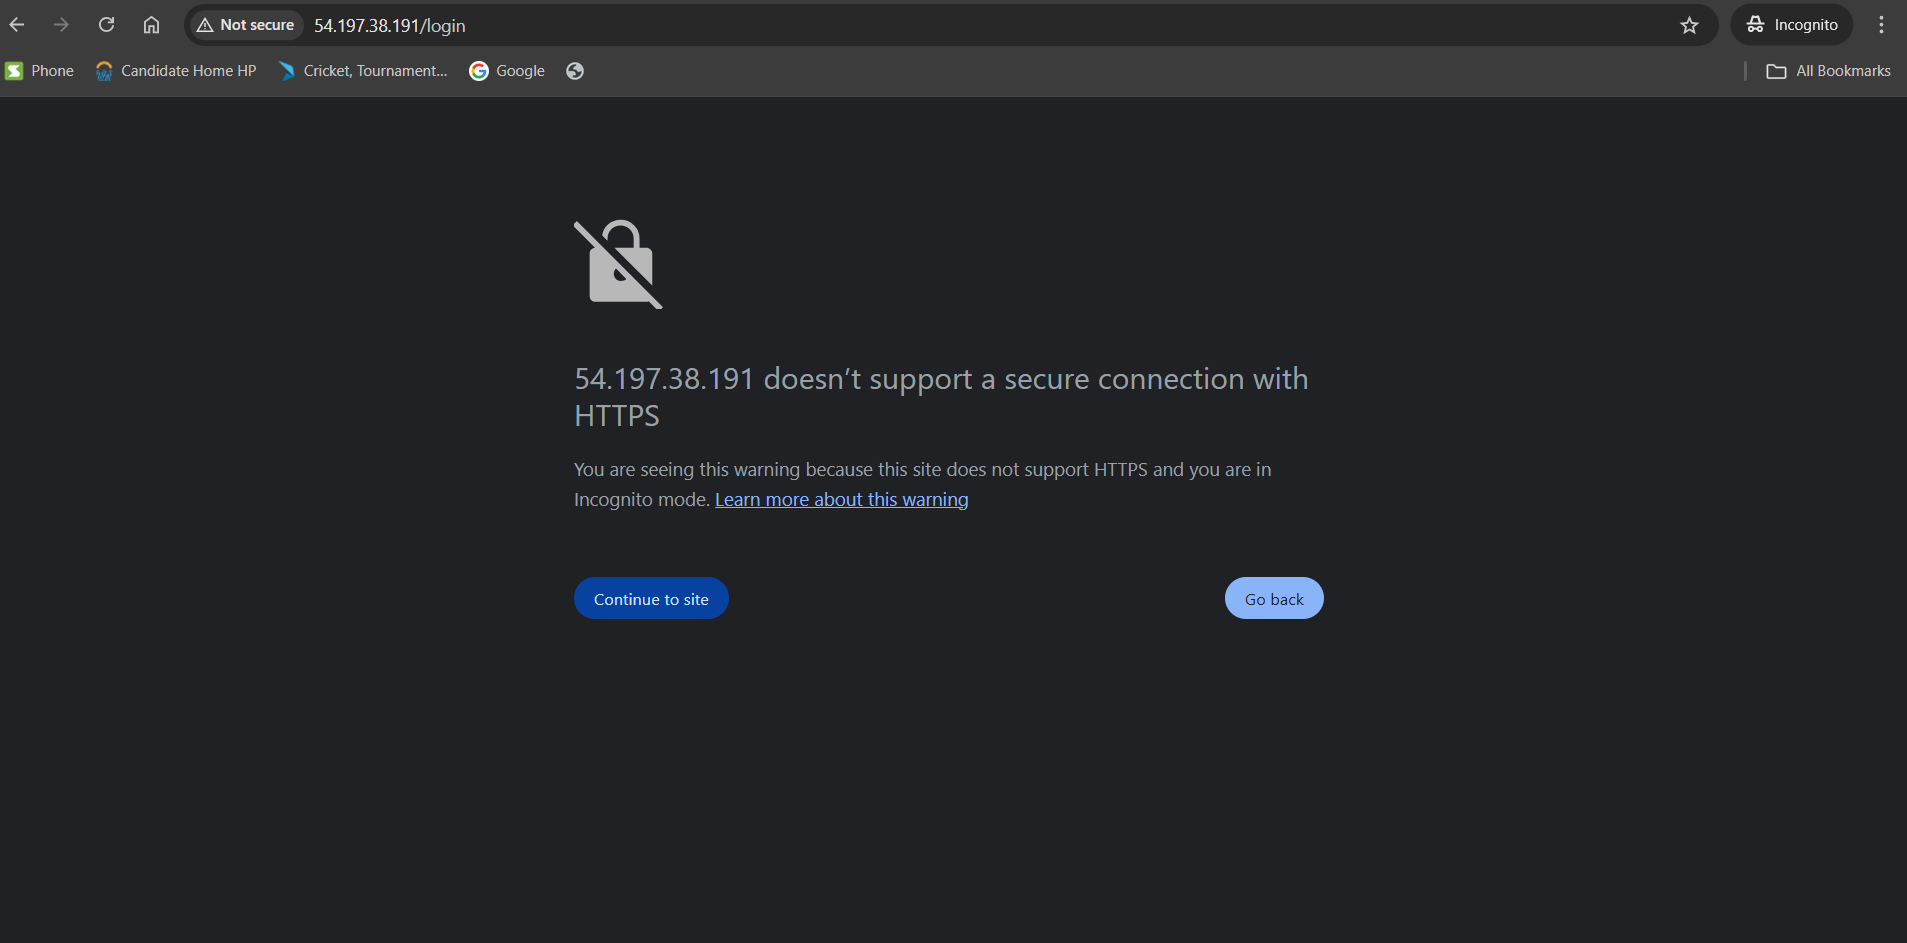 Not secure 54.197.38.191/login Incognito
Phone Candidate Home HP Cricket, Tournament... Google All Bookmarks
54.197.38.191 doesn’t support a secure connection with
HTTPS
You are seeing this warning because this site does not support HTTPS and you are in
Incognito mode. Learn more about this warning
Continue to site Go back